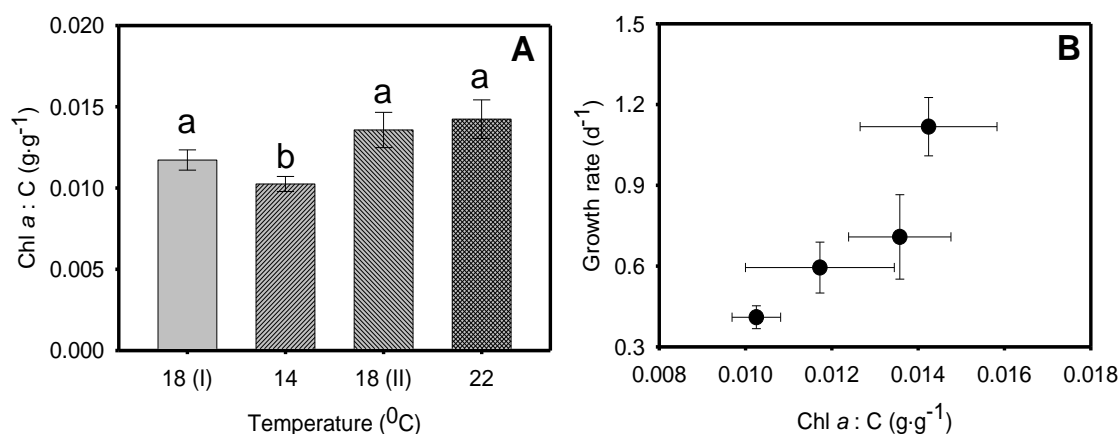 A
0.020
0.015
0.010
0.005
0.000
Chl a : C (g·g⁻¹)
a
b
a
a
18 (I) 14 18 (II) 22
Temperature (⁰C)
B
1.5
1.2
0.9
0.6
0.3
Growth rate (d⁻¹)
0.008 0.010 0.012 0.014 0.016 0.018
Chl a : C (g·g⁻¹)